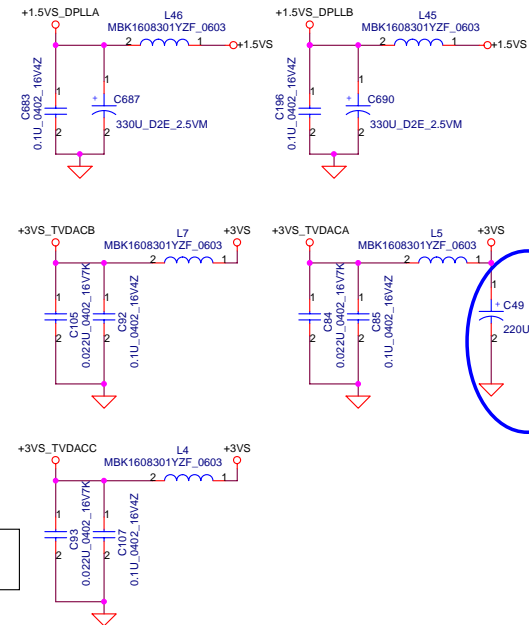 +1.5VS_DPLLA
L46
MBK1608301YZF_0603
2 1
+1.5VS
1
2
C683
0.1U_0402_16V4Z
1
+
C687
2
330U_D2E_2.5VM
+1.5VS_DPLLB
L45
MBK1608301YZF_0603
2 1
+1.5VS
1
2
C196
0.1U_0402_16V4Z
1
+
C690
2
330U_D2E_2.5VM
+3VS_TVDACB
L7
+3VS
MBK1608301YZF_0603
2 1
1
2
C105
0.022U_0402_16V7K
1
2
C92
0.1U_0402_16V4Z
+3VS_TVDACA
L5
+3VS
MBK1608301YZF_0603
2 1
1
2
C84
0.022U_0402_16V7K
1
2
C85
0.1U_0402_16V4Z
1
+
C49
2
220U
+3VS_TVDACC
L4
+3VS
MBK1608301YZF_0603
2 1
1
2
C93
0.022U_0402_16V7K
1
2
C107
0.1U_0402_16V4Z